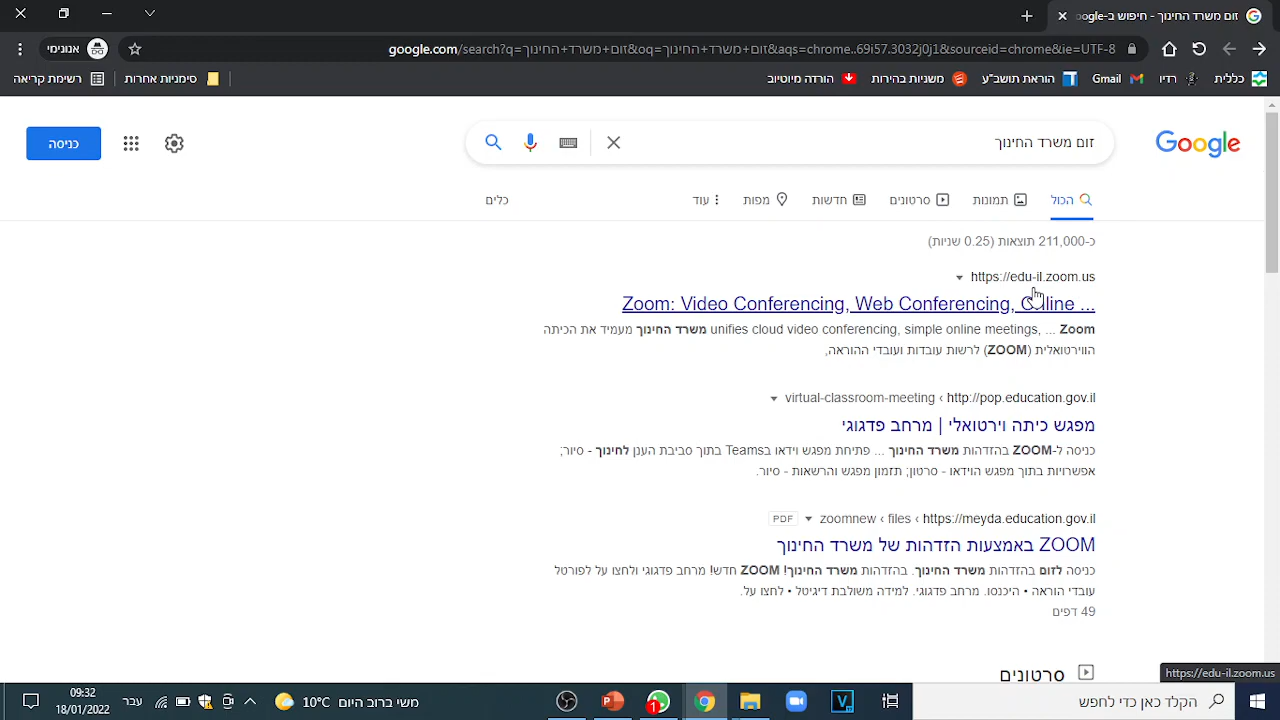 זום משרד החינוך - חיפוש ב-Google
google.com/search?q=זום+משרד+החינוך&oq=זום+משרד+החינוך&aqs=chrome..69i57.3032j0j1&sourceid=chrome&ie=UTF-8
אנונימי
כללית
רדיו
Gmail
הוראת תושב"ע
משניות בהירות
הורדה מיוטיוב
סימניות אחרות
רשימת קריאה
Google
זום משרד החינוך
כניסה
הכול
תמונות
סרטונים
חדשות
מפות
עוד
כלים
כ-211,000 תוצאות (0.25 שניות)
https://edu-il.zoom.us
Zoom: Video Conferencing, Web Conferencing, Online ...
Zoom ... unifies cloud video conferencing, simple online meetings, משרד החינוך מעמיד את הכיתה
הווירטואלית (ZOOM) לרשות עובדות ועובדי ההוראה,
http://pop.education.gov.il › virtual-classroom-meeting
מפגש כיתה וירטואלי | מרחב פדגוגי
כניסה ל-ZOOM בהזדהות משרד החינוך ... פתיחת מפגש וידאו בTeams בתוך סביבת הענן לחינוך - סיור;
אפשרויות בתוך מפגש הוידאו - סרטון; תזמון מפגש והרשאות - סיור.
https://meyda.education.gov.il › files › zoomnew
PDF
ZOOM באמצעות הזדהות של משרד החינוך
כניסה לזום בהזדהות משרד החינוך. בהזדהות משרד החינוך! ZOOM חדש! מרחב פדגוגי ולחצו על לפורטל
עובדי הוראה • היכנסו. מרחב פדגוגי. למידה משולבת דיגיטל • לחצו על.
49 דפים
סרטונים
https://edu-il.zoom.us
הקלד כאן כדי לחפש
1
10°C משי ברוב היום
ערך
09:32
18/01/2022